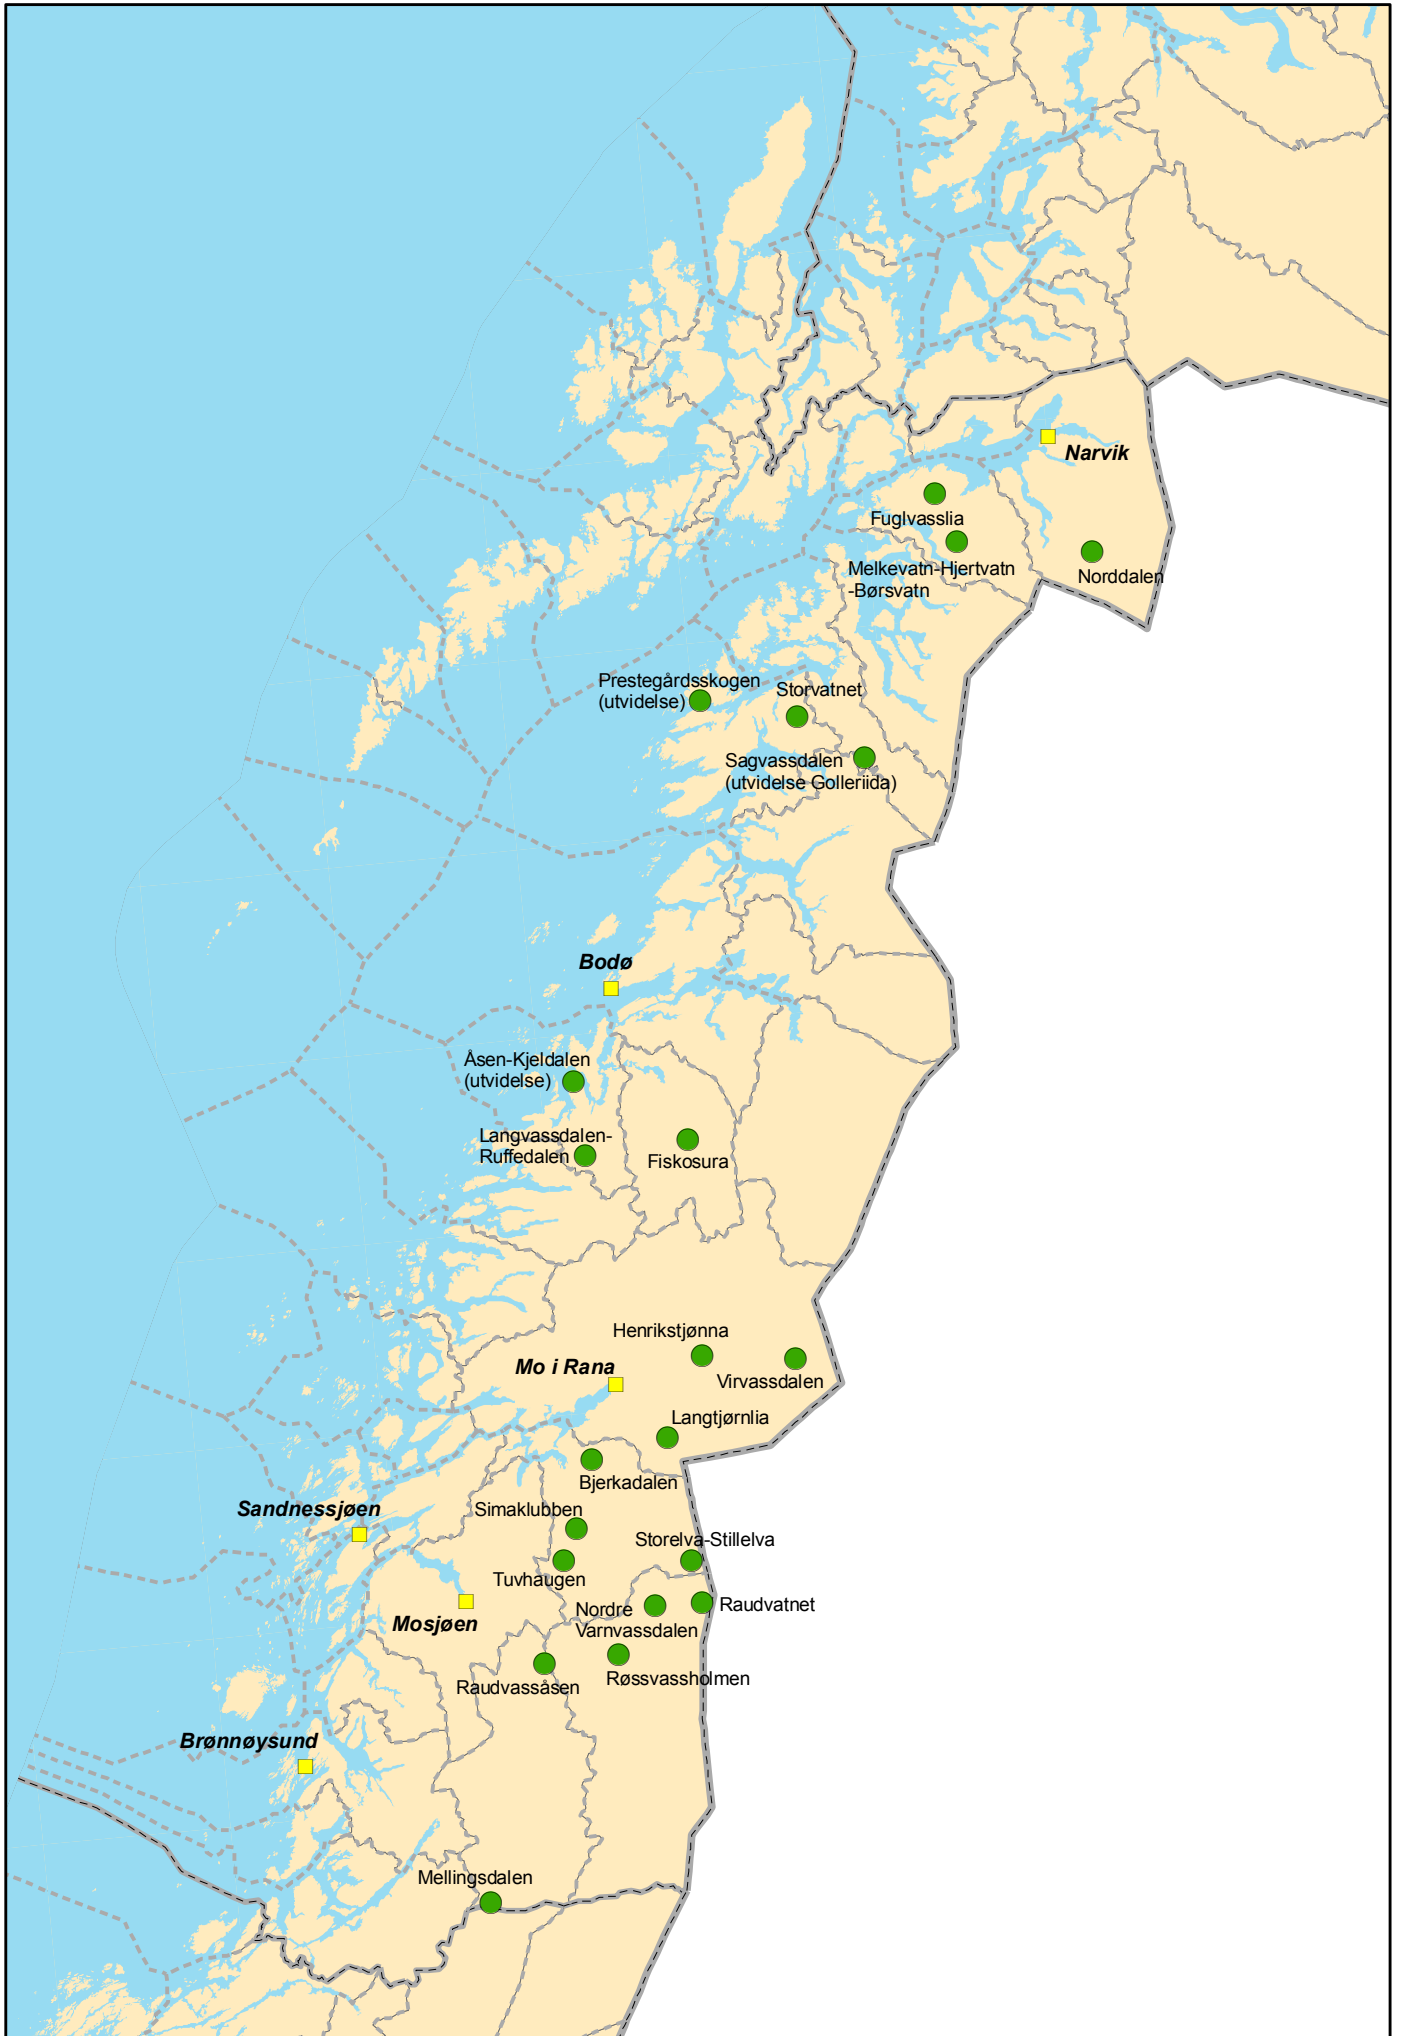 Narvik
Fuglvasslia
Melkevatn-Hjertvatn
-Børsvatn
Norddalen
Prestegårdsskogen
(utvidelse)
Storvatnet
Sagvassdalen
(utvidelse Golleriida)
Bodø
Åsen-Kjeldalen
(utvidelse)
Langvassdalen-
Ruffedalen
Fiskosura
Henrikstjønna
Mo i Rana
Virvassdalen
Langtjørnlia
Bjerkadalen
Sandnessjøen
Simaklubben
Storelva-Stillelva
Tuvhaugen
Mosjøen
Nordre
Varnvassdalen
Raudvatnet
Raudvassåsen
Røssvassholmen
Brønnøysund
Mellingsdalen